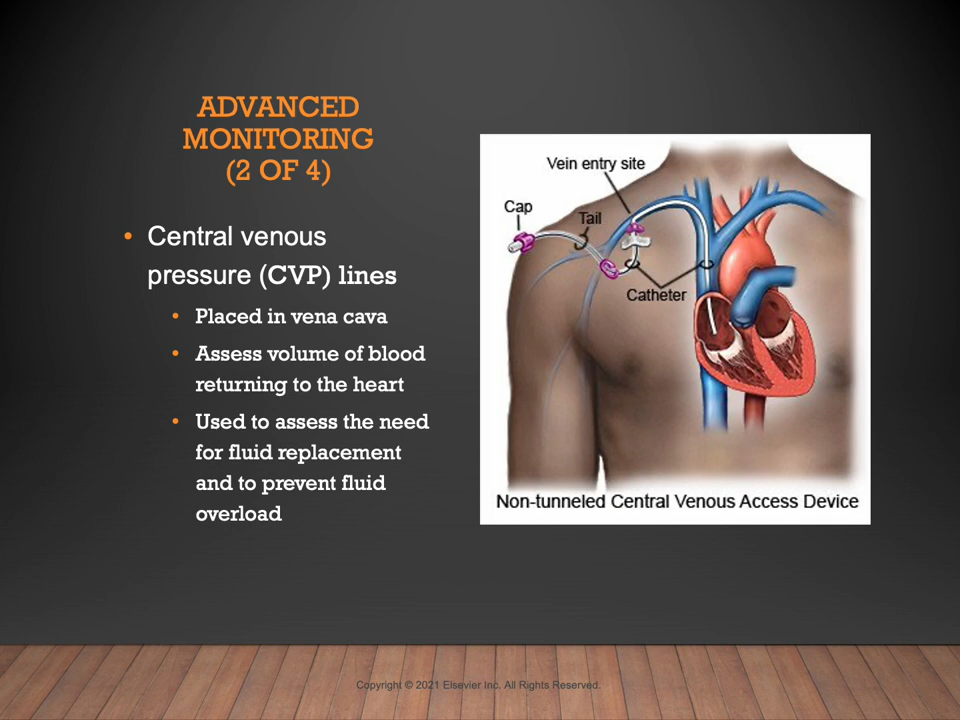 ADVANCED
MONITORING
(2 OF 4)
• Central venous
pressure (CVP) lines
• Placed in vena cava
• Assess volume of blood
returning to the heart
• Used to assess the need
for fluid replacement
and to prevent fluid
overload
Vein entry site
Cap
Tail
Catheter
Non-tunneled Central Venous Access Device
Copyright © 2021 Elsevier Inc. All Rights Reserved.